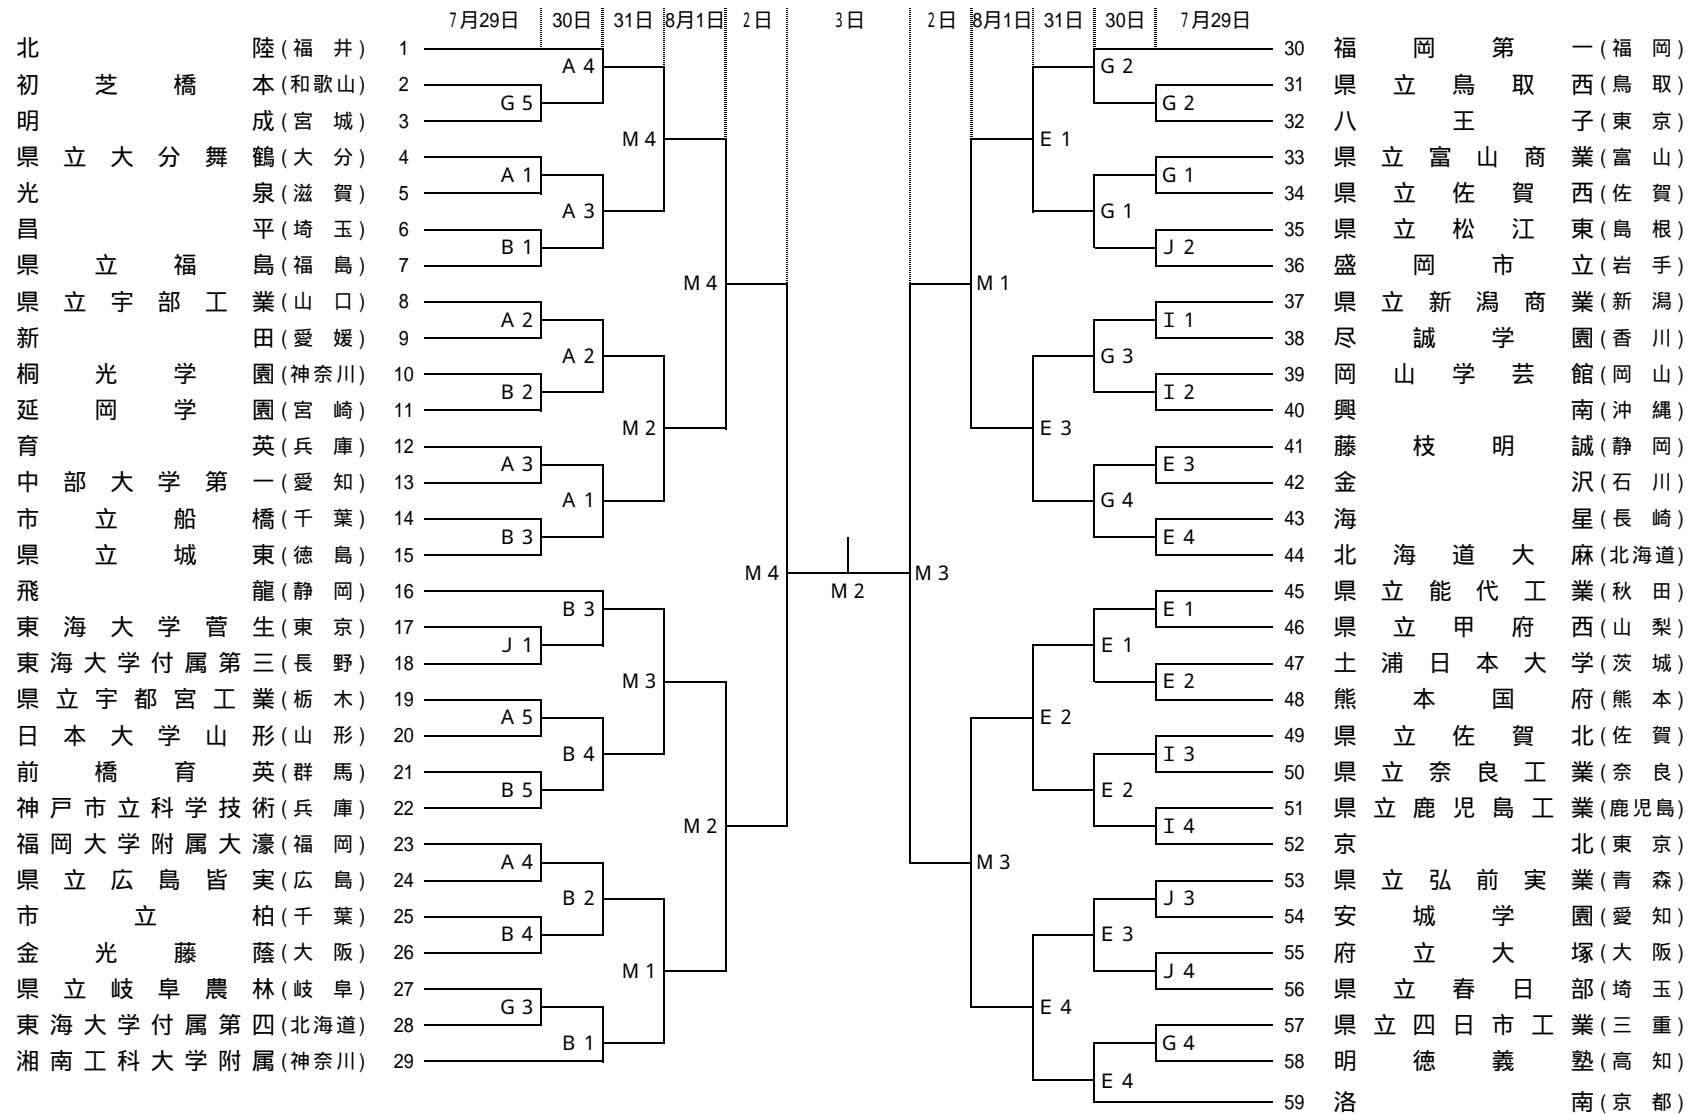 7月29日 30日 31日 8月1日 2日 3日 2日 8月1日 31日 30日 7月29日
北陸(福井) 1
初芝橋本(和歌山) 2
明成(宮城) 3
県立大分舞鶴(大分) 4
光泉(滋賀) 5
昌平(埼玉) 6
県立福島(福島) 7
県立宇部工業(山口) 8
新田(愛媛) 9
桐光学園(神奈川) 10
延岡学園(宮崎) 11
育英(兵庫) 12
中部大学第一(愛知) 13
市立船橋(千葉) 14
県立城東(徳島) 15
飛龍(静岡) 16
東海大学菅生(東京) 17
東海大学付属第三(長野) 18
県立宇都宮工業(栃木) 19
日本大学山形(山形) 20
前橋育英(群馬) 21
神戸市立科学技術(兵庫) 22
福岡大学附属大濠(福岡) 23
県立広島皆実(広島) 24
市立柏(千葉) 25
金光藤蔭(大阪) 26
県立岐阜農林(岐阜) 27
東海大学付属第四(北海道) 28
湘南工科大学附属(神奈川) 29
G5
A1
B1
A2
B2
A3
B3
J1
A5
B5
A4
B4
G3
A4
A3
A2
A1
B3
B4
B2
B1
M4
M2
M3
M1
M4
M2
M4
M2
M3
M1
M3
E1
E3
E2
E4
G2
G1
G3
G4
E1
E2
E3
E4
G2
G1
J2
I1
I2
E3
E4
E1
E2
I3
I4
J3
J4
G4
30 福岡第一(福岡)
31 県立鳥取西(鳥取)
32 八王子(東京)
33 県立富山商業(富山)
34 県立佐賀西(佐賀)
35 県立松江東(島根)
36 盛岡市立(岩手)
37 県立新潟商業(新潟)
38 尽誠学園(香川)
39 岡山学芸館(岡山)
40 興南(沖縄)
41 藤枝明誠(静岡)
42 金沢(石川)
43 海星(長崎)
44 北海道大麻(北海道)
45 県立能代工業(秋田)
46 県立甲府西(山梨)
47 土浦日本大学(茨城)
48 熊本国府(熊本)
49 県立佐賀北(佐賀)
50 県立奈良工業(奈良)
51 県立鹿児島工業(鹿児島)
52 京北(東京)
53 県立弘前実業(青森)
54 安城学園(愛知)
55 府立大塚(大阪)
56 県立春日部(埼玉)
57 県立四日市工業(三重)
58 明徳義塾(高知)
59 洛南(京都)